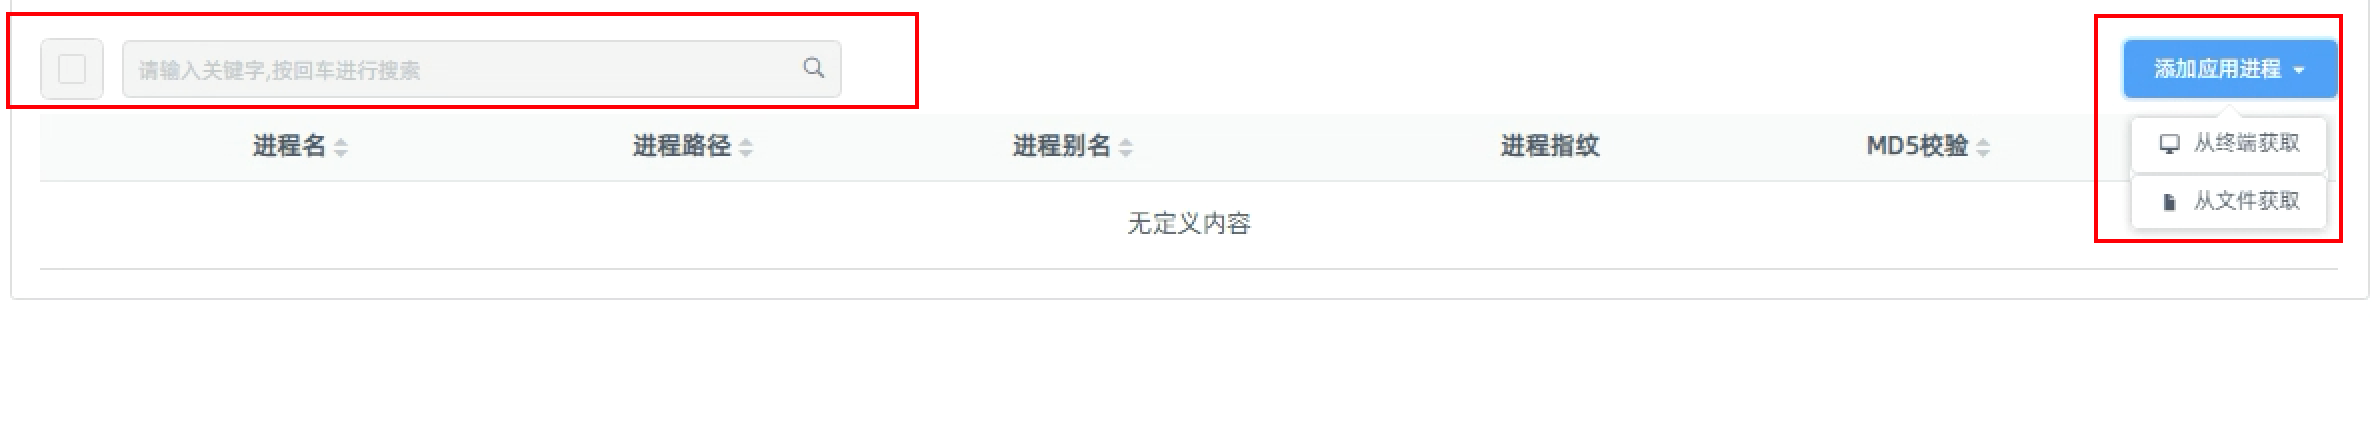 请输入关键字,按回车进行搜索
添加应用进程
进程名 进程路径 进程别名 进程指纹 MD5校验
从终端获取
从文件获取
无定义内容